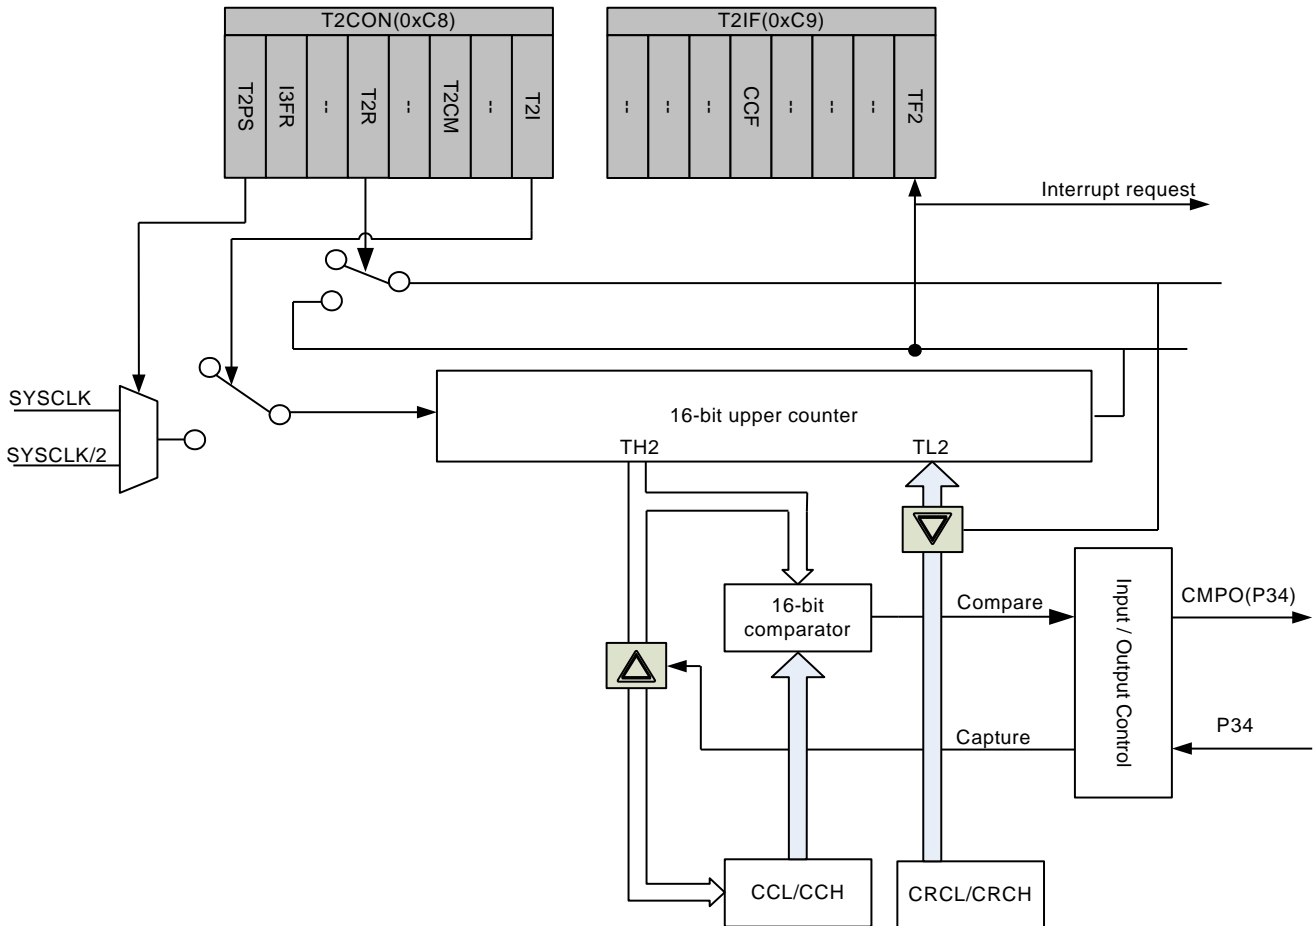 T2CON(0xC8)
T2IF(0xC9)
T2PS
I3FR
--
T2R
--
T2CM
--
T2I
--
--
--
CCF
--
--
--
TF2
Interrupt request
SYSCLK
SYSCLK/2
16-bit upper counter
TH2
TL2
16-bit
comparator
Compare
Input / Output Control
CMPO(P34)
Capture
P34
CCL/CCH
CRCL/CRCH